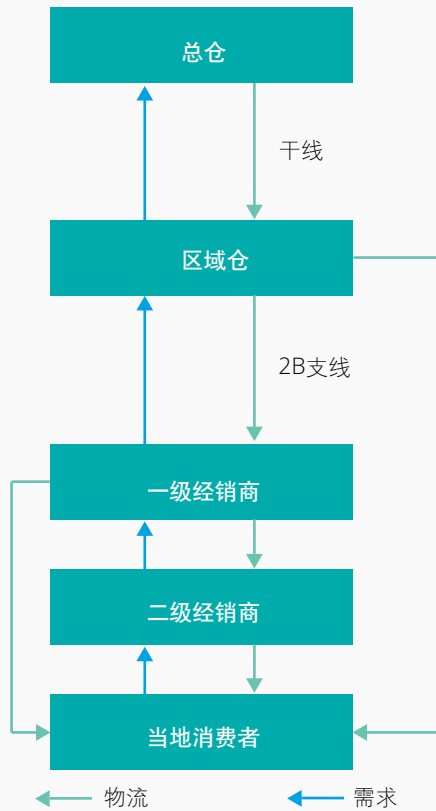 总仓
干线
区域仓
2B支线
一级经销商
二级经销商
当地消费者
物流
需求